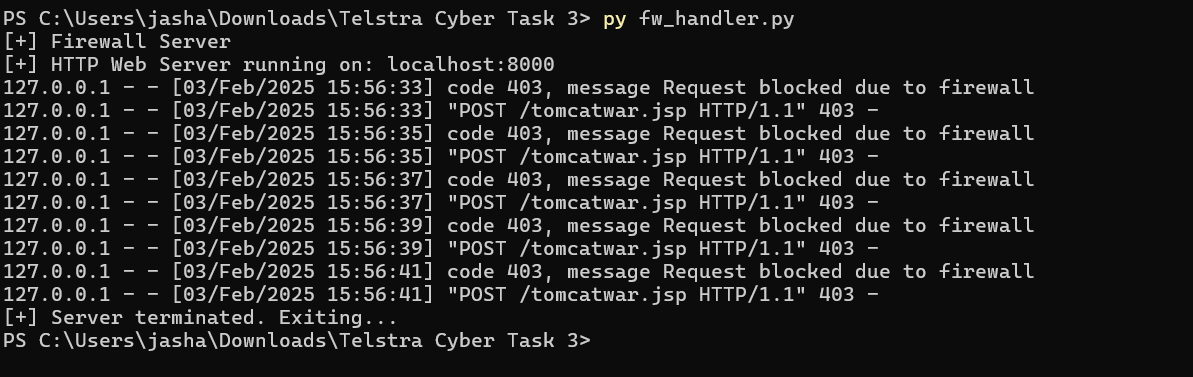 PS C:\Users\jasha\Downloads\Telstra Cyber Task 3> py fw_handler.py
[+] Firewall Server
[+] HTTP Web Server running on: localhost:8000
127.0.0.1 - - [03/Feb/2025 15:56:33] code 403, message Request blocked due to firewall
127.0.0.1 - - [03/Feb/2025 15:56:33] "POST /tomcatwar.jsp HTTP/1.1" 403 -
127.0.0.1 - - [03/Feb/2025 15:56:35] code 403, message Request blocked due to firewall
127.0.0.1 - - [03/Feb/2025 15:56:35] "POST /tomcatwar.jsp HTTP/1.1" 403 -
127.0.0.1 - - [03/Feb/2025 15:56:37] code 403, message Request blocked due to firewall
127.0.0.1 - - [03/Feb/2025 15:56:37] "POST /tomcatwar.jsp HTTP/1.1" 403 -
127.0.0.1 - - [03/Feb/2025 15:56:39] code 403, message Request blocked due to firewall
127.0.0.1 - - [03/Feb/2025 15:56:39] "POST /tomcatwar.jsp HTTP/1.1" 403 -
127.0.0.1 - - [03/Feb/2025 15:56:41] code 403, message Request blocked due to firewall
127.0.0.1 - - [03/Feb/2025 15:56:41] "POST /tomcatwar.jsp HTTP/1.1" 403 -
[+] Server terminated. Exiting...
PS C:\Users\jasha\Downloads\Telstra Cyber Task 3>